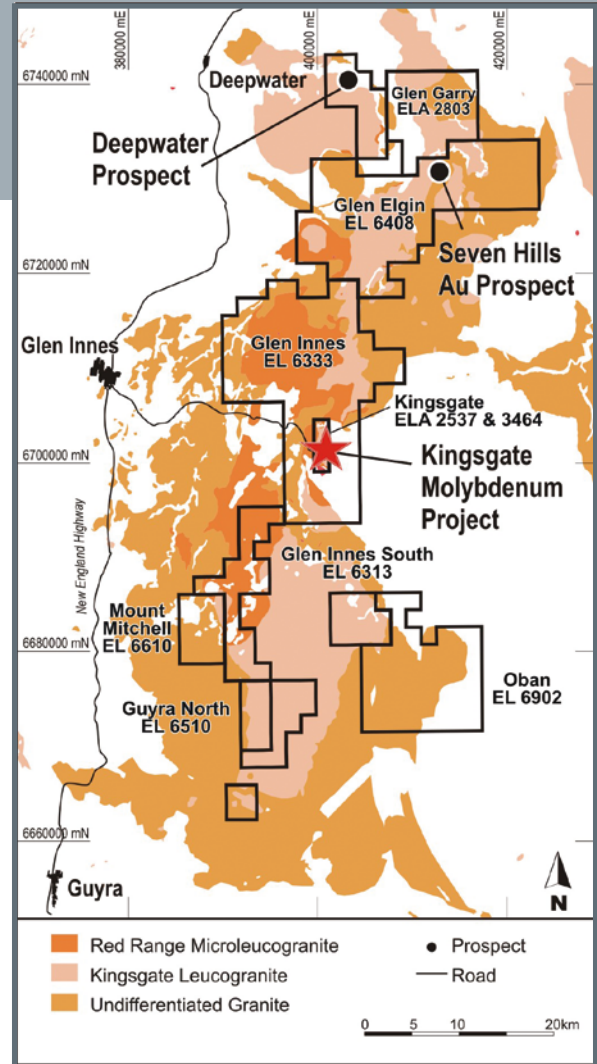 380000 mE
400000 mE
420000 mE
6740000 mN
Deepwater
Glen Garry
ELA 2803
Deepwater
Prospect
Glen Elgin
EL 6408
Seven Hills
Au Prospect
6720000 mN
Glen Innes
Glen Innes
EL 6333
Kingsgate
ELA 2537 & 3464
6700000 mN
Kingsgate
Molybdenum
Project
New England Highway
Glen Innes South
EL 6313
Mount
Mitchell
EL 6610
6680000 mN
Oban
EL 6902
Guyra North
EL 6510
6660000 mN
Guyra
N
Red Range Microleucogranite
Prospect
Kingsgate Leucogranite
Road
Undifferentiated Granite
0 5 10 20km